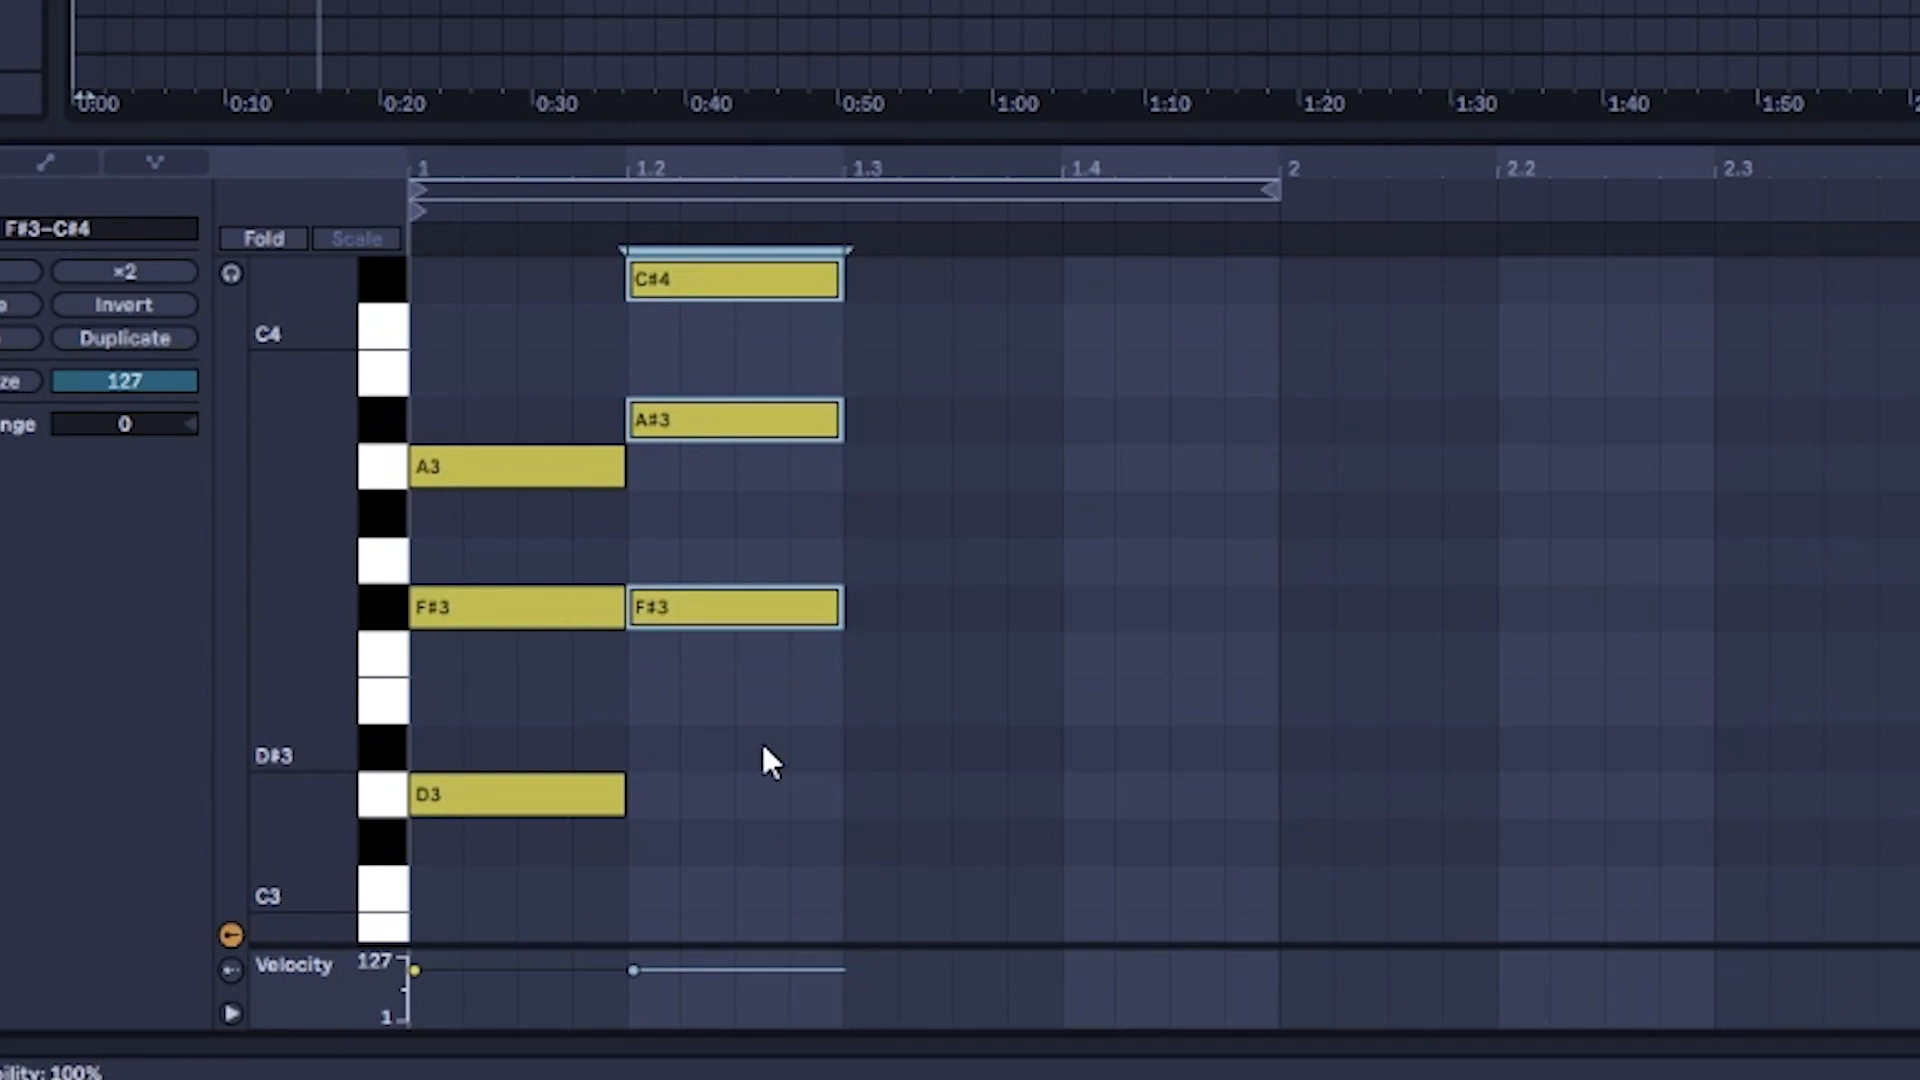 0:00 0:10 0:20 0:30 0:40 0:50 1:00 1:10 1:20 1:30 1:40 1:50
1 1.2 1.3 1.4 2 2.2 2.3
F#3–C#4
Fold Scale
×2
C#4
Invert
C4
Duplicate
127
A#3
nge 0
A3
F#3 F#3
D#3
D3
C3
Velocity 127
1
bility: 100%